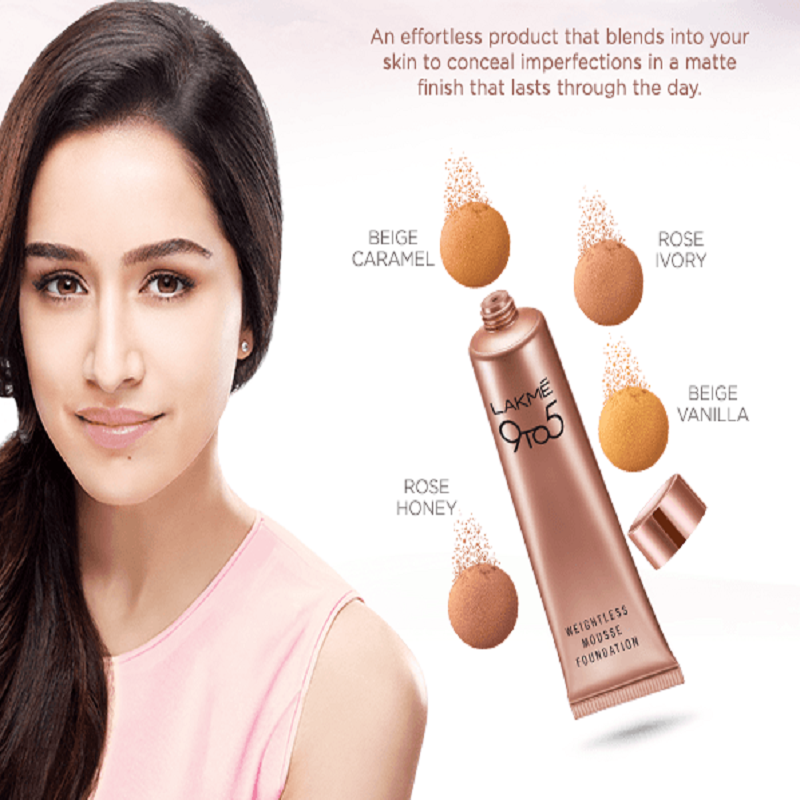 An effortless product that blends into your
skin to conceal imperfections in a matte
finish that lasts through the day.
BEIGE
CARAMEL
ROSE
IVORY
LAKMÉ
9TO5
BEIGE
VANILLA
ROSE
HONEY
WEIGHTLESS
MOUSSE
FOUNDATION